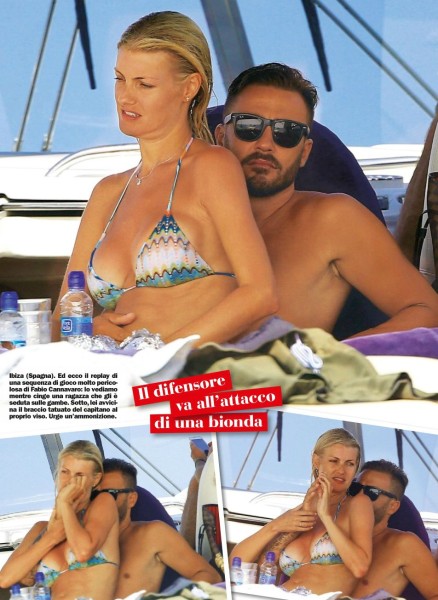 Ibiza (Spagna). Ed ecco il replay di
una sequenza di gioco molto perico-
losa di Fabio Cannavaro: lo vediamo
mentre cinge una ragazza che gli è
seduta sulle gambe. Sotto, lei avvici-
na il braccio tatuato del capitano al
proprio viso. Urge un'ammonizione.
Il difensore
va all'attacco
di una bionda